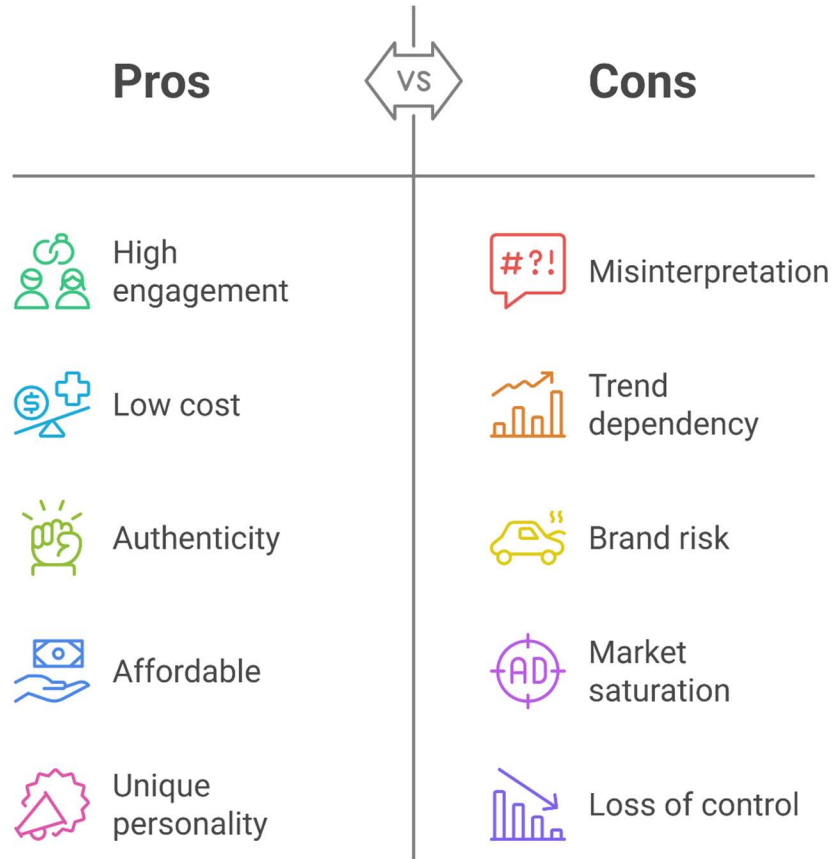 Pros
VS
Cons
High
engagement
#?!
Misinterpretation
$
Low cost
Trend
dependency
Authenticity
Brand risk
Affordable
AD
Market
saturation
Unique
personality
Loss of control